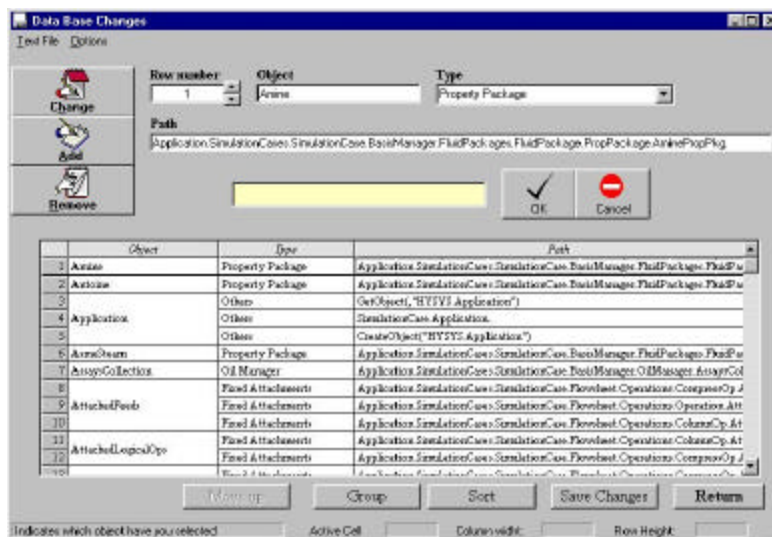 Data Base Changes
Text File Options
Change
Add
Remove
Row number Object Type
1 Amine Property Package
Path
Application.SimulationCases.SimulationCase.BasisManager.FluidPackages.FluidPackage.PropPackage.AminePropPkg.
OK Cancel
Object Type Path
1 Amine Property Package Application.SimulationCases.SimulationCase.BasisManager.FluidPackages.FluidPa
2 Antoine Property Package Application.SimulationCases.SimulationCase.BasisManager.FluidPackages.FluidPa
3 Others GetObject(,"HYSYS.Application")
4 Application Others SimulationCase.Application.
5 Others CreateObject("HYSYS.Application")
6 AsmeSteam Property Package Application.SimulationCases.SimulationCase.BasisManager.FluidPackages.FluidPa
7 AssaysCollection Oil Manager Application.SimulationCases.SimulationCase.BasisManager.OilManager.AssaysCol
8 Fixed Attachments Application.SimulationCases.SimulationCase.Flowsheet.Operations.CompressOp.A
9 AttachedFeeds Fixed Attachments Application.SimulationCases.SimulationCase.Flowsheet.Operations.Operation.Att
10 Fixed Attachments Application.SimulationCases.SimulationCase.Flowsheet.Operations.ColumnOp.At
11 Fixed Attachments Application.SimulationCases.SimulationCase.Flowsheet.Operations.ColumnOp.At
12 AttachedLogicalOps Fixed Attachments Application.SimulationCases.SimulationCase.Flowsheet.Operations.CompressOp.A
Move up Group Sort Save Changes Return
Indicates which object have you selected Active Cell Column widht: Row Height: